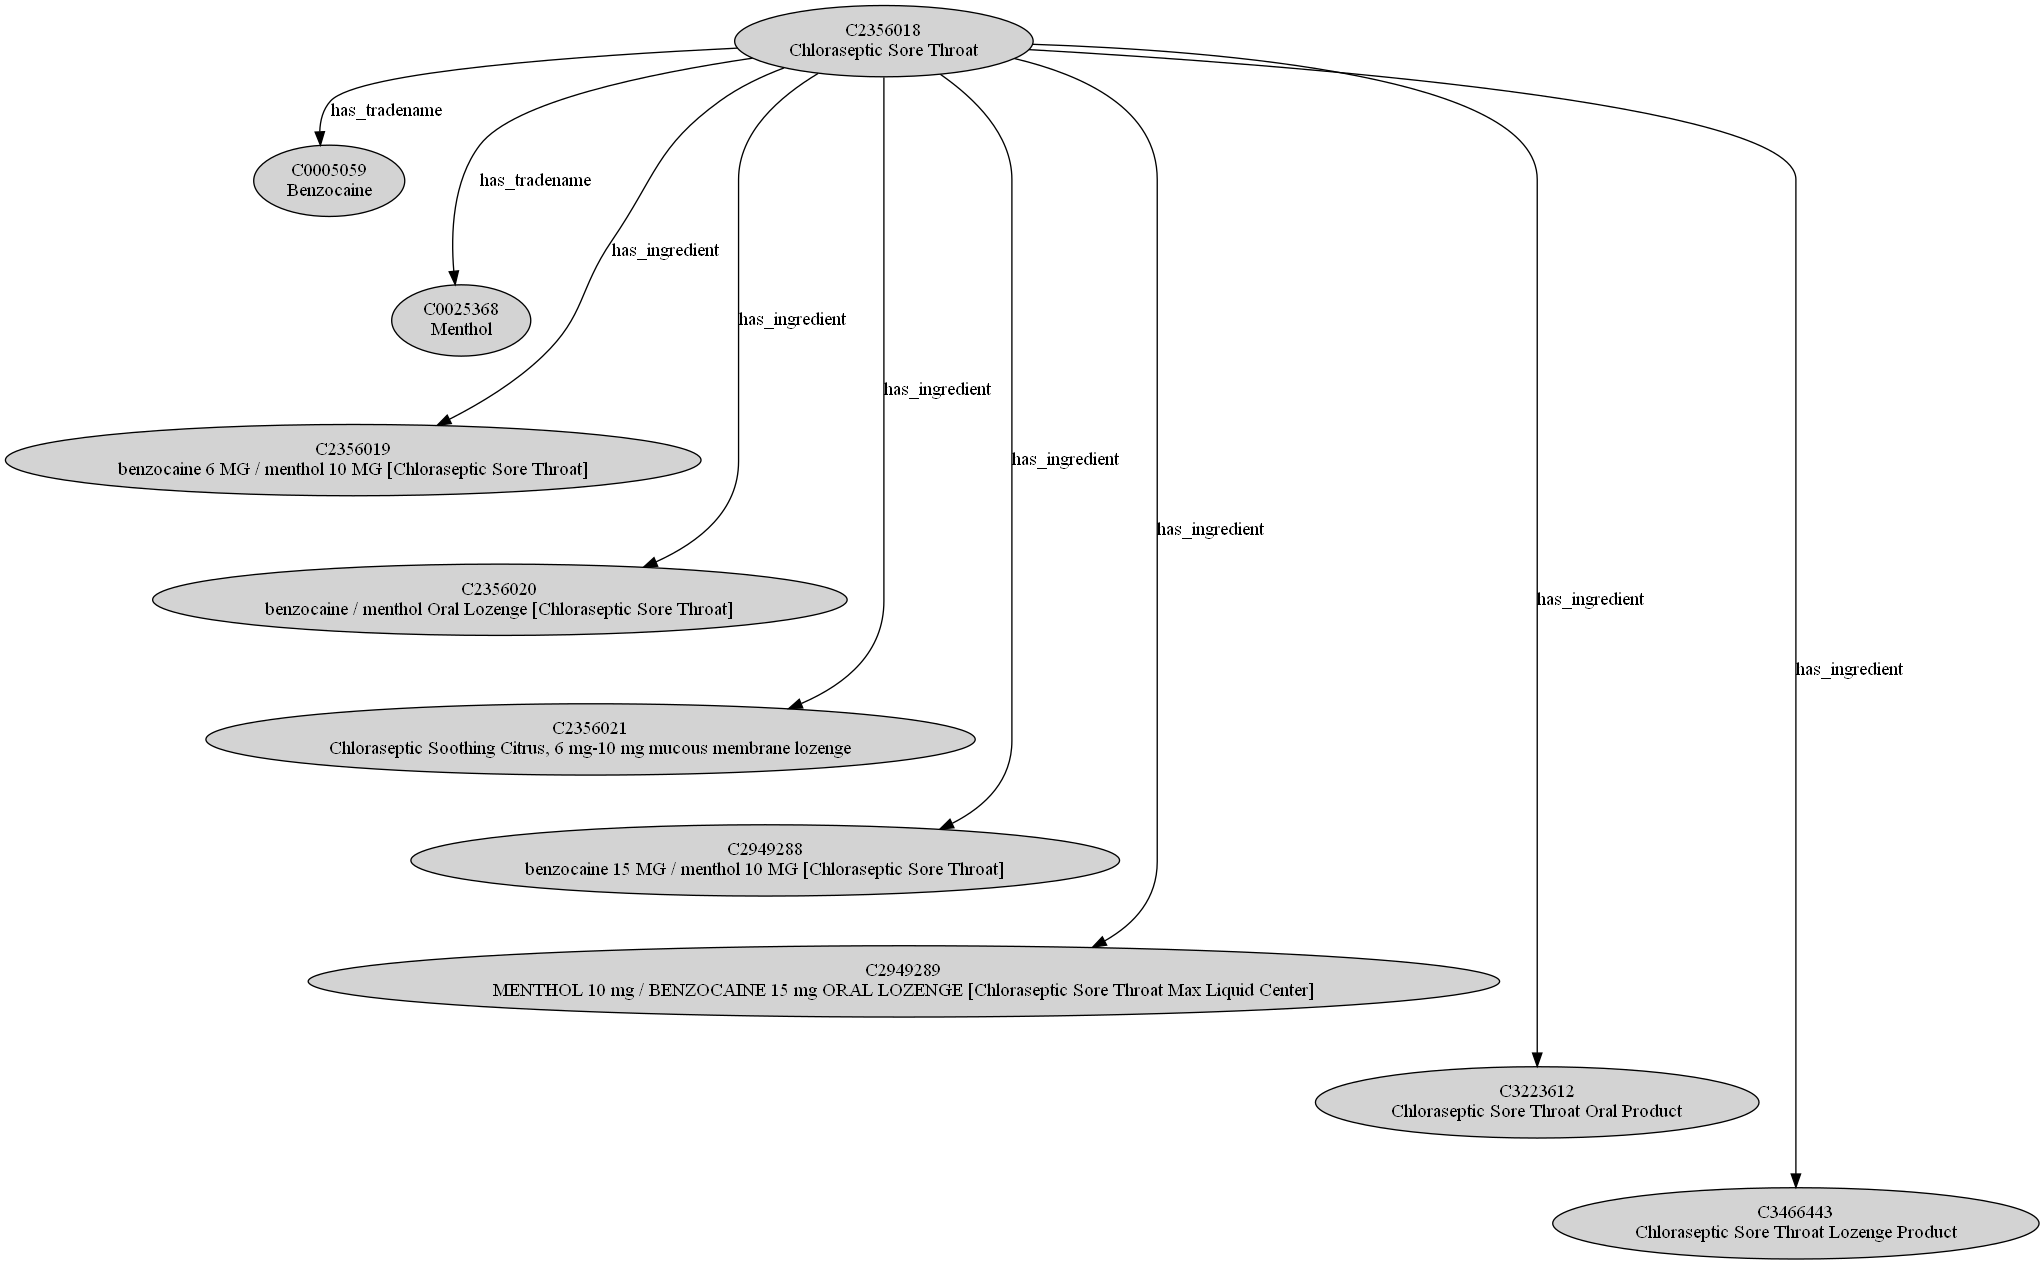 C2356018
Chloraseptic Sore Throat
has_tradename
C0005059
Benzocaine
has_tradename
has_ingredient
C0025368
Menthol
has_ingredient
has_ingredient
C2356019
benzocaine 6 MG / menthol 10 MG [Chloraseptic Sore Throat]
has_ingredient
has_ingredient
C2356020
benzocaine / menthol Oral Lozenge [Chloraseptic Sore Throat]
has_ingredient
has_ingredient
C2356021
Chloraseptic Soothing Citrus, 6 mg-10 mg mucous membrane lozenge
C2949288
benzocaine 15 MG / menthol 10 MG [Chloraseptic Sore Throat]
C2949289
MENTHOL 10 mg / BENZOCAINE 15 mg ORAL LOZENGE [Chloraseptic Sore Throat Max Liquid Center]
C3223612
Chloraseptic Sore Throat Oral Product
C3466443
Chloraseptic Sore Throat Lozenge Product